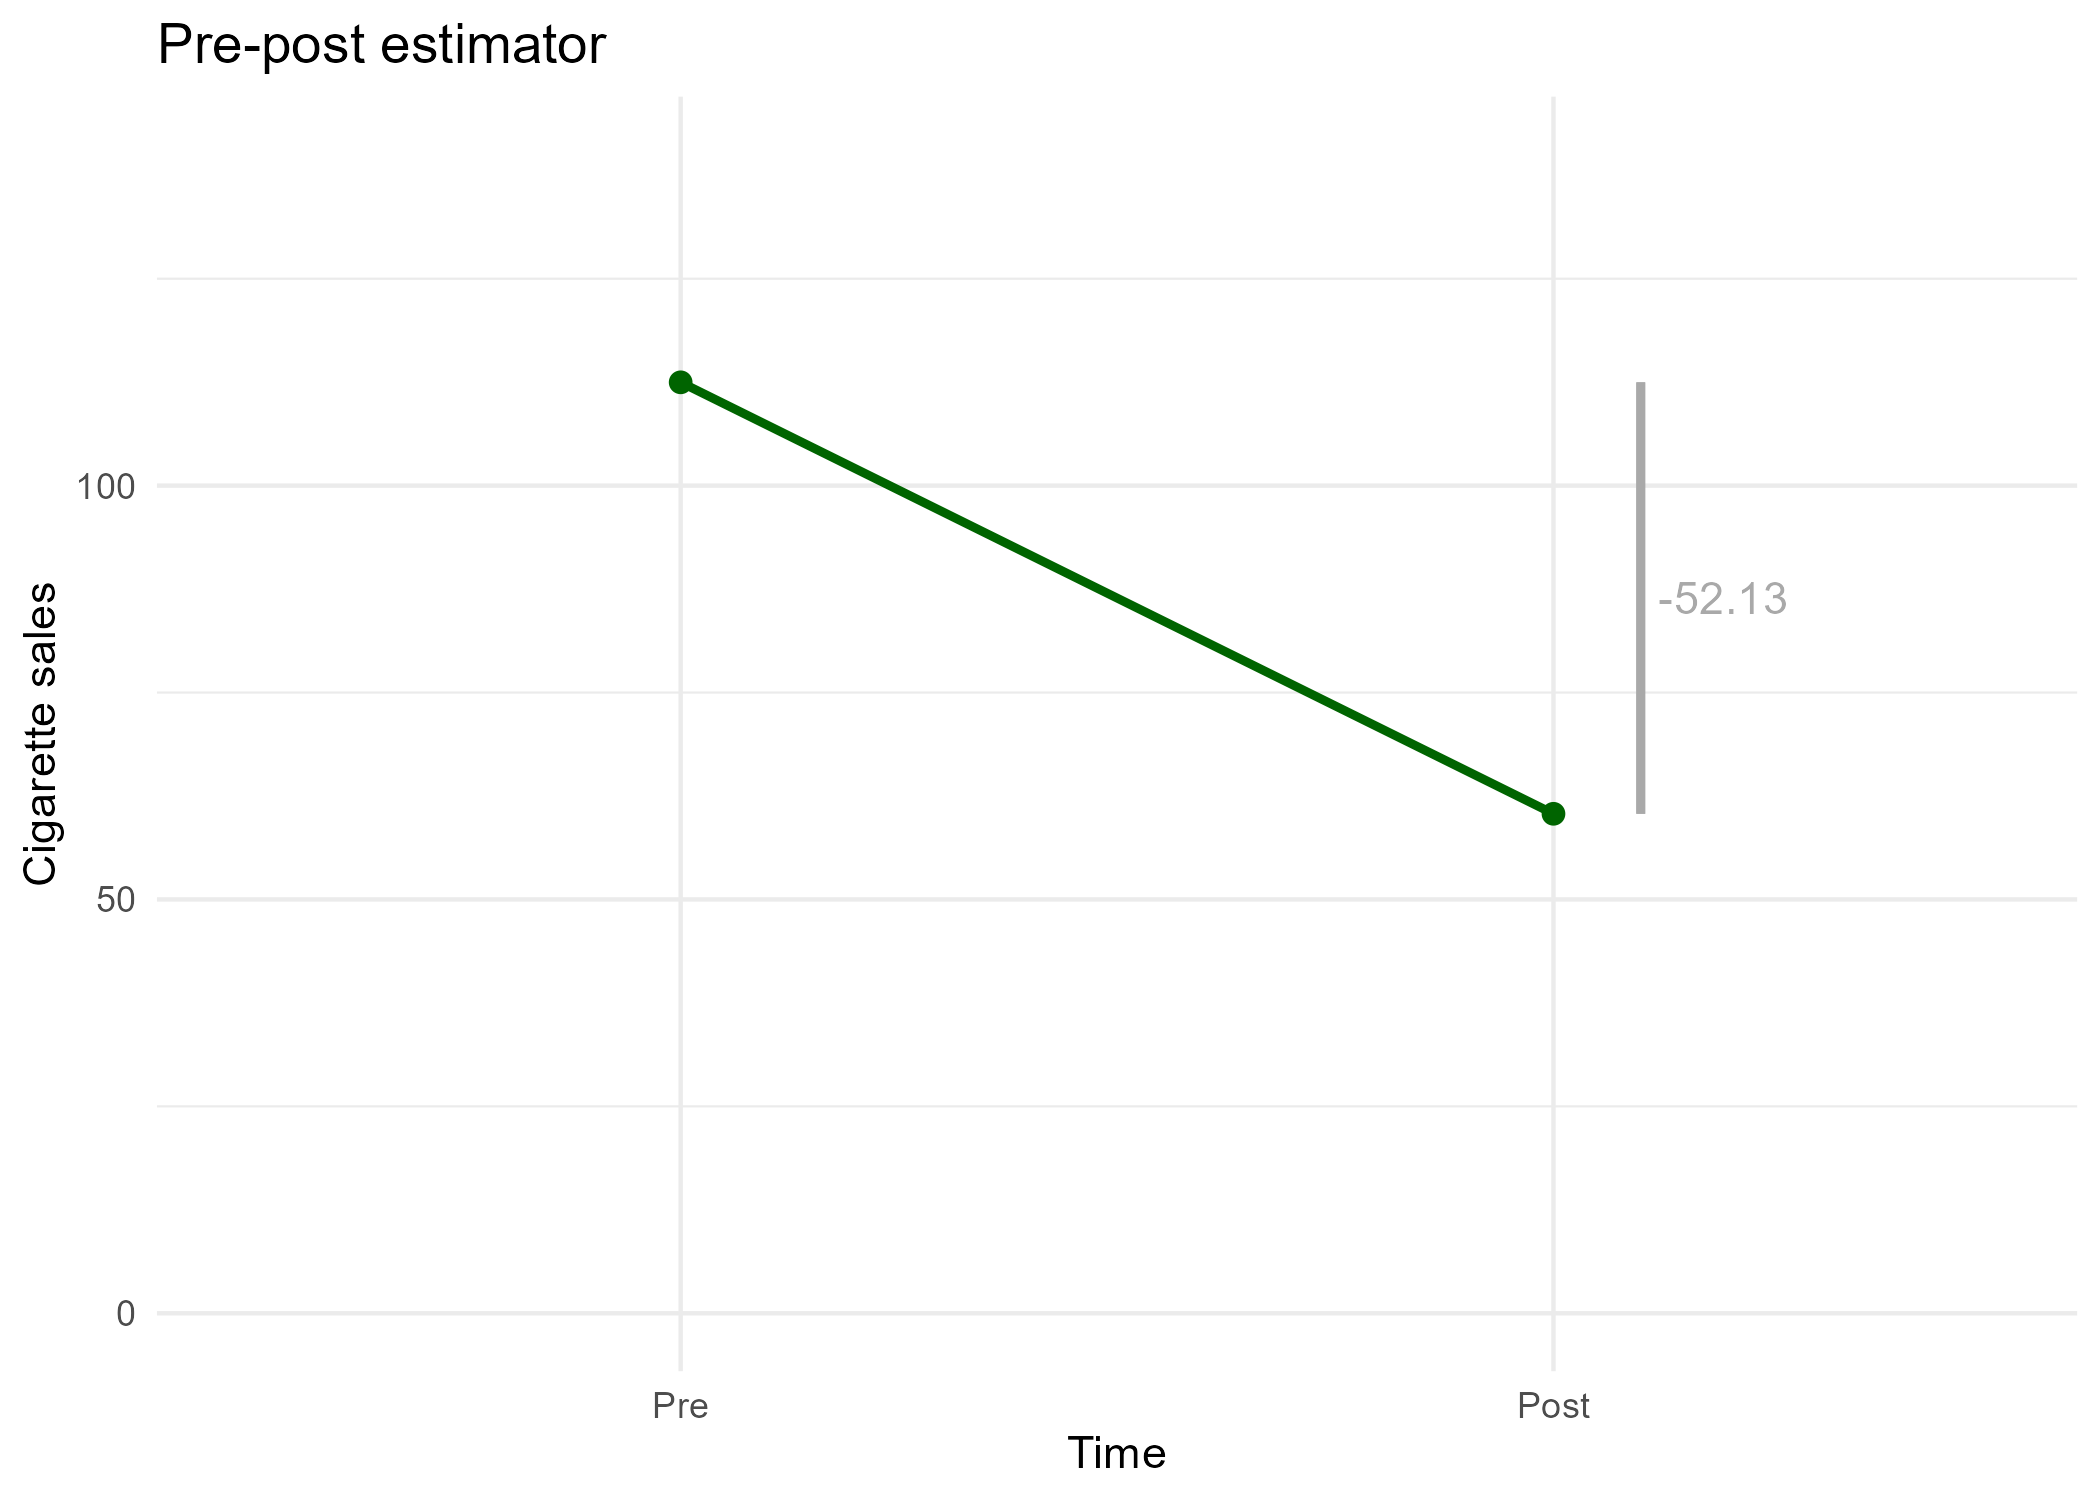 Pre-post estimator
Cigarette sales
100
50
0
-52.13
Pre
Post
Time